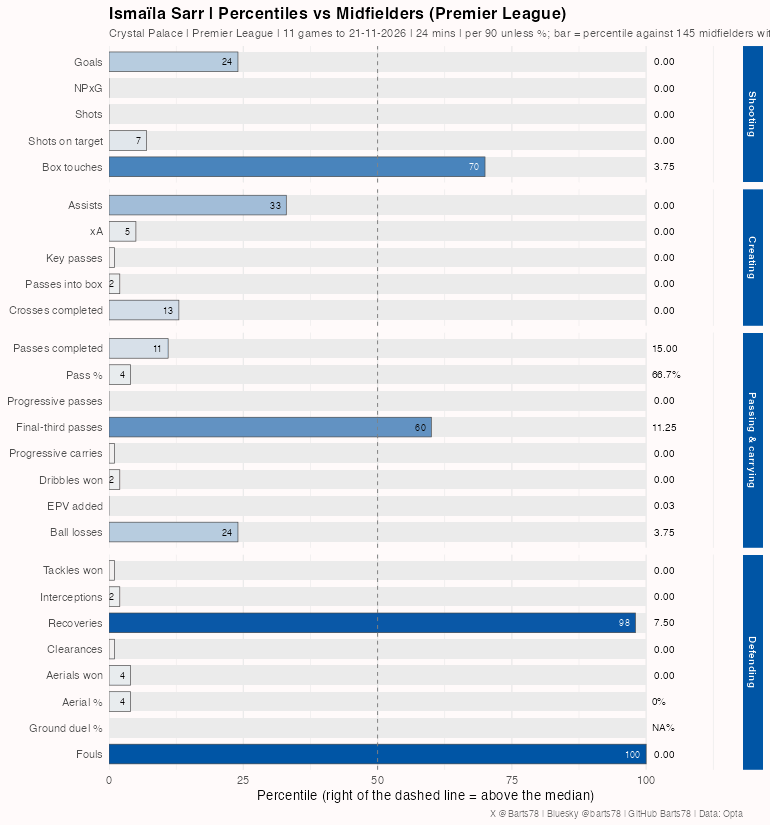 Ismaïla Sarr | Percentiles vs Midfielders (Premier League)
Crystal Palace | Premier League | 11 games to 21-11-2026 | 24 mins | per 90 unless %; bar = percentile against 145 midfielders wit
Goals 24 0.00
NPxG 0.00
Shots 0.00
Shots on target 7 0.00
Box touches 70 3.75
Shooting
Assists 33 0.00
xA 5 0.00
Key passes 0.00
Passes into box 2 0.00
Crosses completed 13 0.00
Creating
Passes completed 11 15.00
Pass % 4 66.7%
Progressive passes 0.00
Final-third passes 60 11.25
Progressive carries 0.00
Dribbles won 2 0.00
EPV added 0.03
Ball losses 24 3.75
Passing & carrying
Tackles won 0.00
Interceptions 2 0.00
Recoveries 98 7.50
Clearances 0.00
Aerials won 4 0.00
Aerial % 4 0%
Ground duel % NA%
Fouls 100 0.00
Defending
0 25 50 75 100
Percentile (right of the dashed line = above the median)
X @Barts78 | Bluesky @barts78 | GitHub Barts78 | Data: Opta